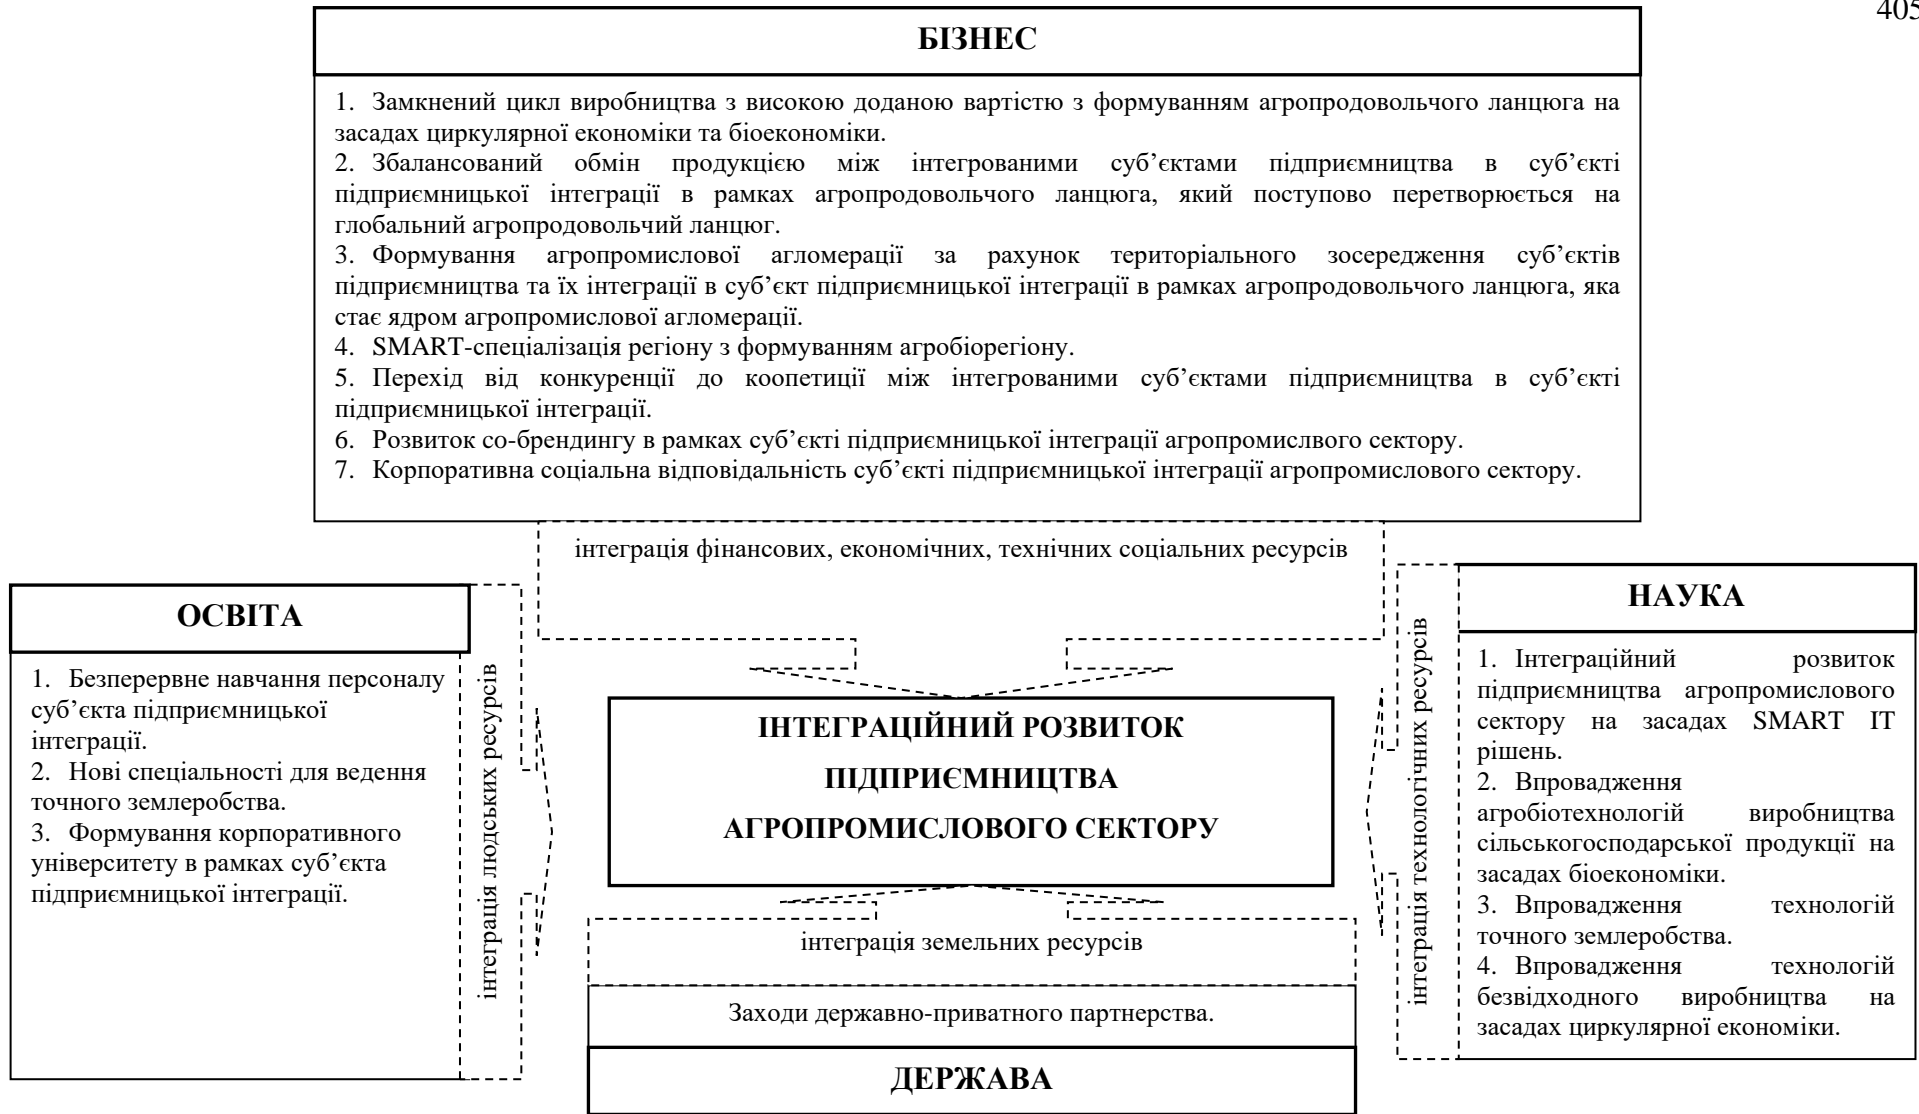 405
БІЗНЕС
1. Замкнений цикл виробництва з високою доданою вартістю з формуванням агропродовольчого ланцюга на
засадах циркулярної економіки та біоекономіки.
2. Збалансований обмін продукцією між інтегрованими суб’єктами підприємництва в суб’єкті
підприємницької інтеграції в рамках агропродовольчого ланцюга, який поступово перетворюється на
глобальний агропродовольчий ланцюг.
3. Формування агропромислової агломерації за рахунок територіального зосередження суб’єктів
підприємництва та їх інтеграції в суб’єкт підприємницької інтеграції в рамках агропродовольчого ланцюга, яка
стає ядром агропромислової агломерації.
4. SMART-спеціалізація регіону з формуванням агробіорегіону.
5. Перехід від конкуренції до коопетиції між інтегрованими суб’єктами підприємництва в суб’єкті
підприємницької інтеграції.
6. Розвиток со-брендингу в рамках суб’єкті підприємницької інтеграції агропромислвого сектору.
7. Корпоративна соціальна відповідальність суб’єкті підприємницької інтеграції агропромислового сектору.
інтеграція фінансових, економічних, технічних соціальних ресурсів
ОСВІТА
1. Безперервне навчання персоналу
суб’єкта підприємницької
інтеграції.
2. Нові спеціальності для ведення
точного землеробства.
3. Формування корпоративного
університету в рамках суб’єкта
підприємницької інтеграції.
інтеграція людських ресурсів
ІНТЕГРАЦІЙНИЙ РОЗВИТОК
ПІДПРИЄМНИЦТВА
АГРОПРОМИСЛОВОГО СЕКТОРУ
інтеграція технологічних ресурсів
НАУКА
1. Інтеграційний розвиток
підприємництва агропромислового
сектору на засадах SMART IT
рішень.
2. Впровадження
агробіотехнологій виробництва
сільськогосподарської продукції на
засадах біоекономіки.
3. Впровадження технологій
точного землеробства.
4. Впровадження технологій
безвідходного виробництва на
засадах циркулярної економіки.
інтеграція земельних ресурсів
Заходи державно-приватного партнерства.
ДЕРЖАВА